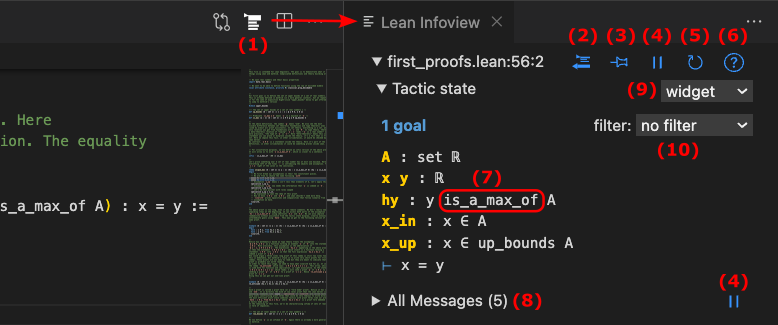 Lean Infoview
(1)
(2) (3) (4) (5) (6)
first_proofs.lean:56:2
Tactic state
(9) widget
. Here
ion. The equality
1 goal
filter: no filter
(10)
A : set ℝ
x y : ℝ
(7)
hy : y is_a_max_of A
s_a_max_of A) : x = y :=
x_in : x ∈ A
x_up : x ∈ up_bounds A
⊢ x = y
(4)
All Messages (5) (8)